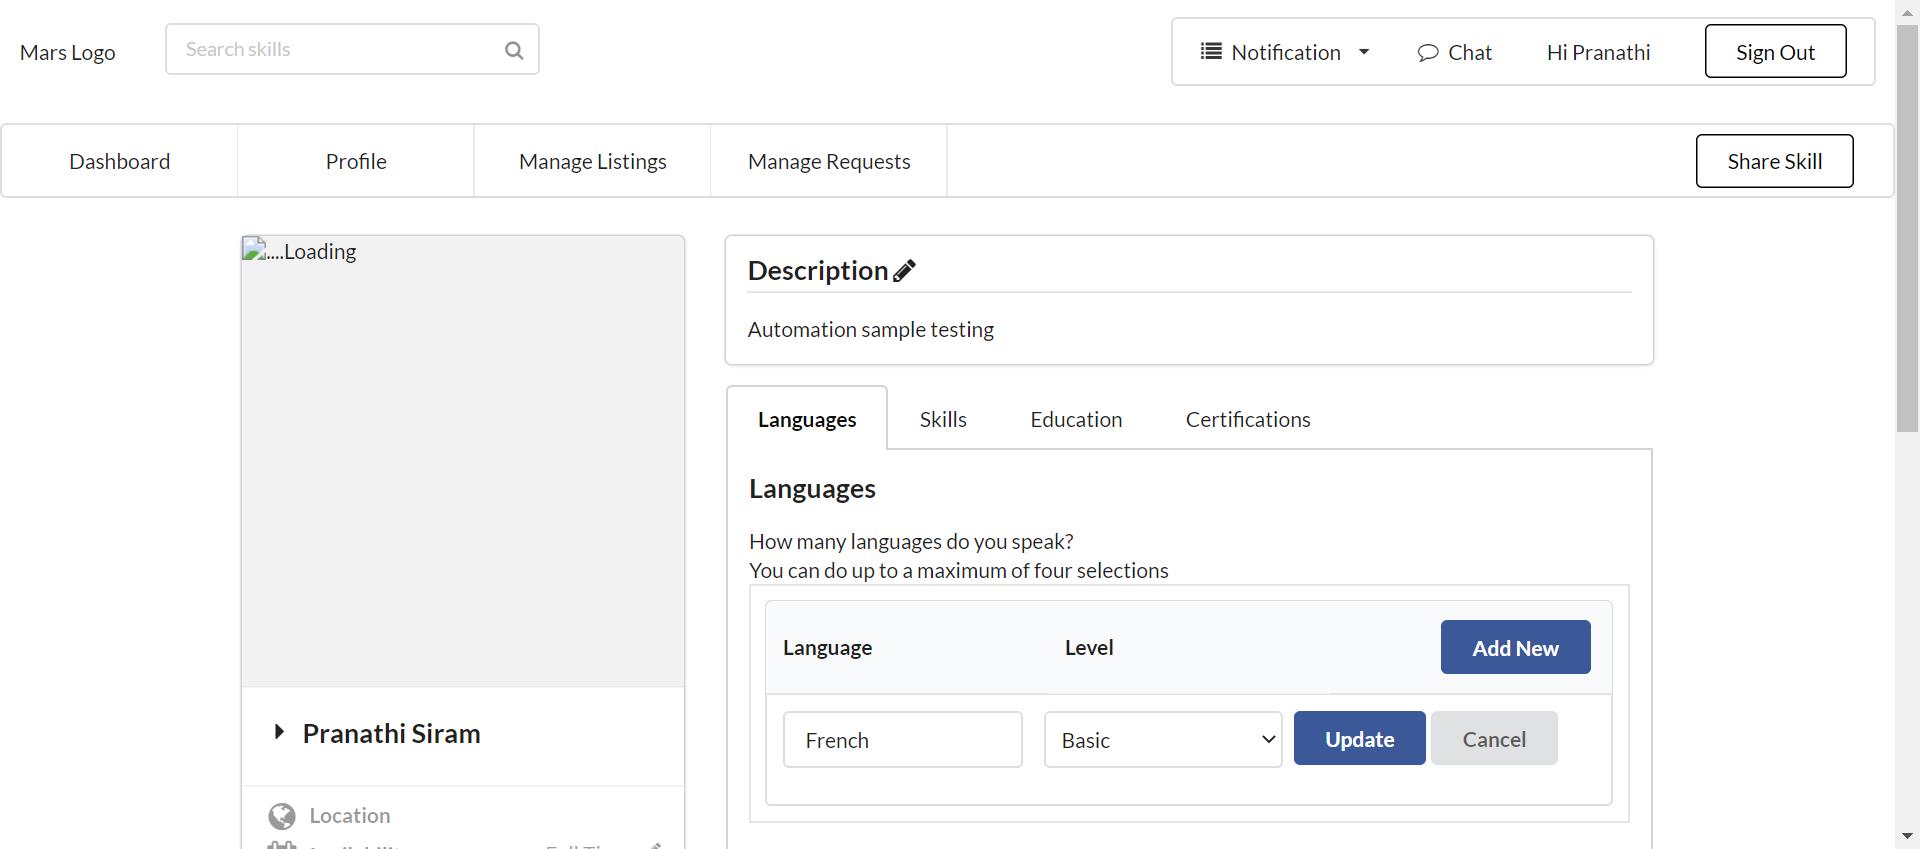 Mars Logo
Search skills
Notification
Chat
Hi Pranathi
Sign Out
Dashboard
Profile
Manage Listings
Manage Requests
Share Skill
....Loading
Description
Automation sample testing
Languages
Skills
Education
Certifications
Languages
How many languages do you speak?
You can do up to a maximum of four selections
Language
Level
Add New
French
Basic
Update
Cancel
Pranathi Siram
Location